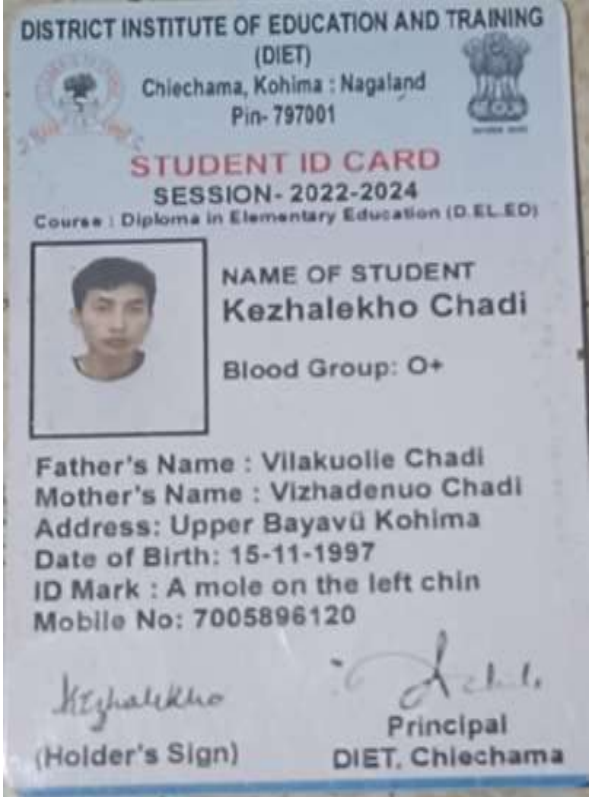 DISTRICT INSTITUTE OF EDUCATION AND TRAINING
(DIET)
Chiechama, Kohima : Nagaland
Pin- 797001
STUDENT ID CARD
SESSION- 2022-2024
Course : Diploma in Elementary Education (D.EL.ED)
NAME OF STUDENT
Kezhalekho Chadi
Blood Group: O+
Father's Name : Vilakuolie Chadi
Mother's Name : Vizhadenuo Chadi
Address: Upper Bayavü Kohima
Date of Birth: 15-11-1997
ID Mark : A mole on the left chin
Mobile No: 7005896120
Kezhalekho
(Holder's Sign)
Principal
DIET, Chiechama